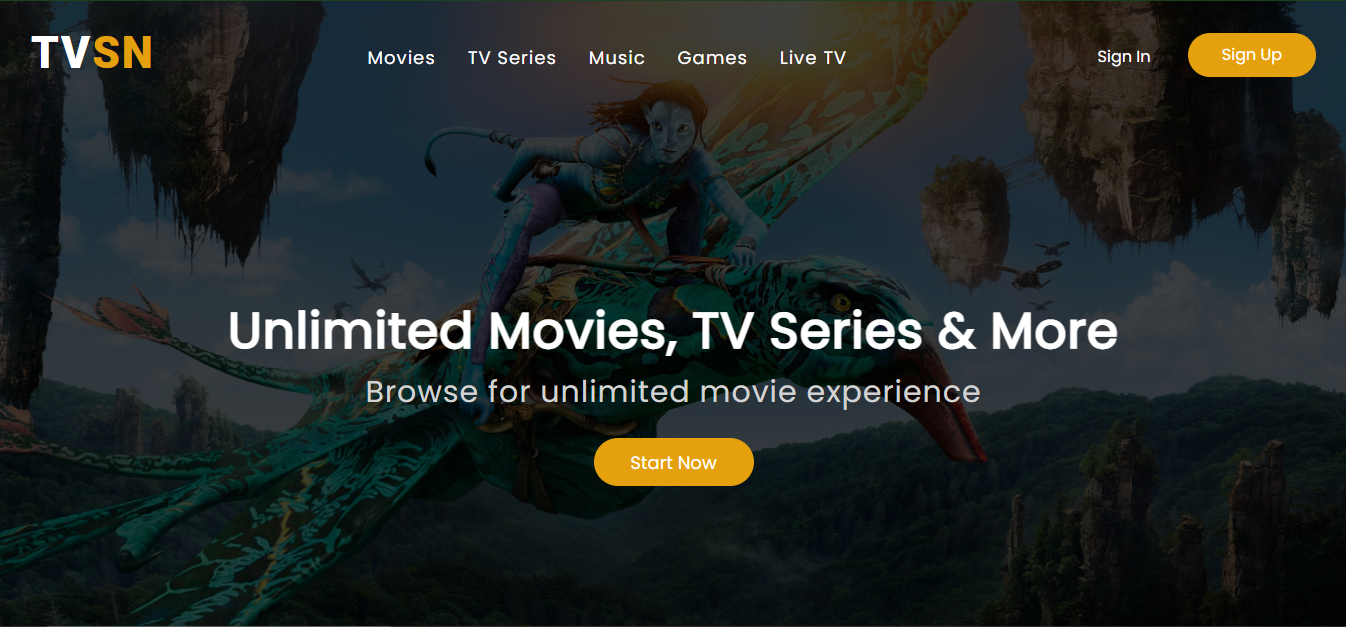 TVSN
Movies TV Series Music Games Live TV
Sign In
Sign Up
Unlimited Movies, TV Series & More
Browse for unlimited movie experience
Start Now